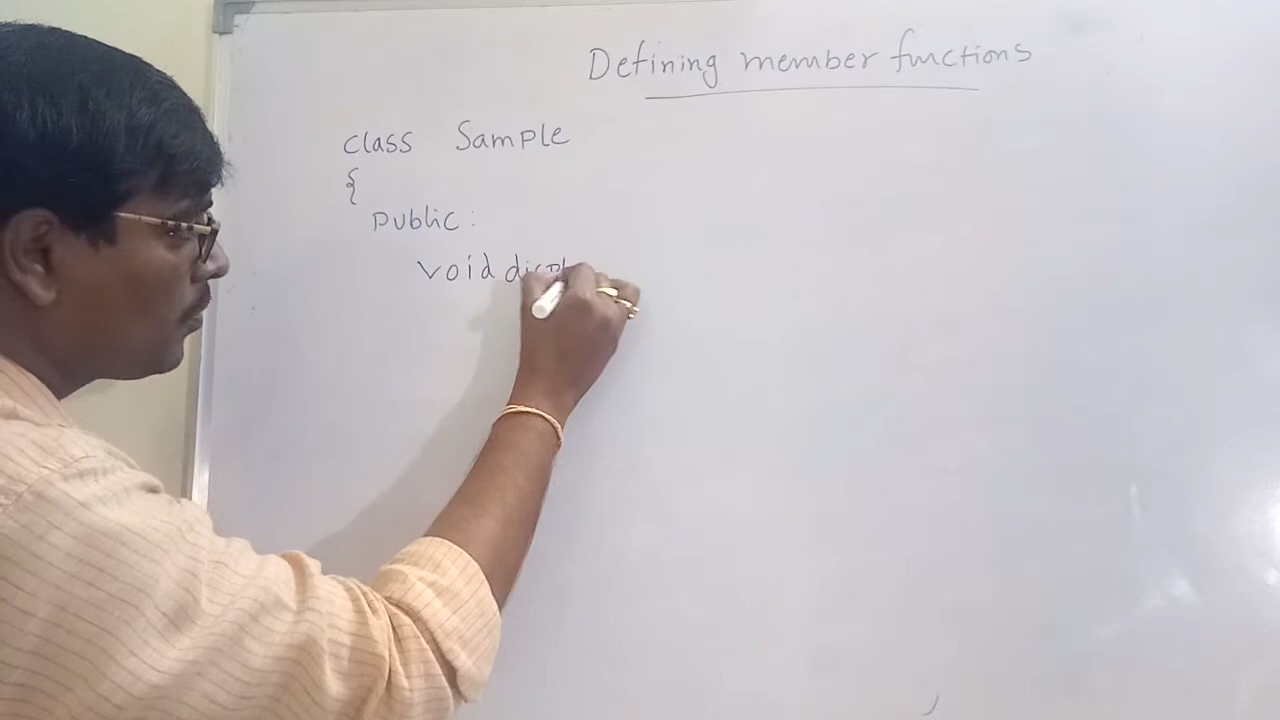 Defining member functions
class Sample
{
public:
void